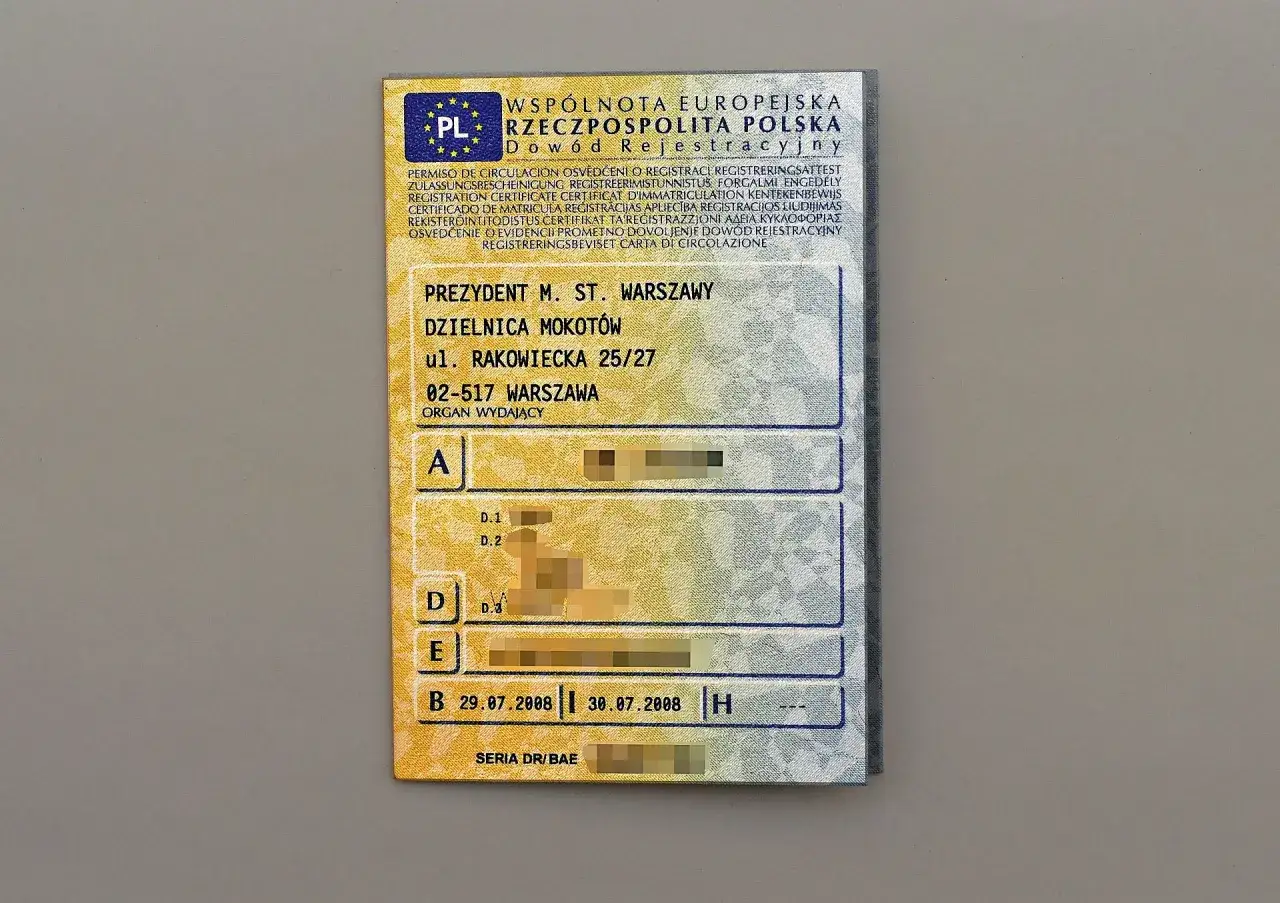 PL
WSPÓLNOTA EUROPEJSKA
RZECZPOSPOLITA POLSKA
Dowód Rejestracyjny
PERMISO DE CIRCULACIÓN OSVĚDČENÍ O REGISTRACI REGISTRERINGSATTEST
ZULASSUNGSBESCHEINIGUNG REGISTREERIMISTUNNISTUS FORGALMI ENGEDÉLY
REGISTRATION CERTIFICATE CERTIFICAT D'IMMATRICULATION KENTEKENBEWIJS
CERTIFICADO DE MATRÍCULA REĢISTRĀCIJAS APLIECĪBA REGISTRACIJOS LIUDIJIMAS
REKISTERÖINTITODISTUS CERTIFIKAT TA'REĠISTRAZZJONI ΑΔΕΙΑ ΚΥΚΛΟΦΟΡΙΑΣ
OSVEDČENIE O EVIDENCII PROMETNO DOVOLJENJE DOWÓD REJESTRACYJNY
REGISTRERINGSBEVISET CARTA DI CIRCOLAZIONE
PREZYDENT M. ST. WARSZAWY
DZIELNICA MOKOTÓW
ul. RAKOWIECKA 25/27
02-517 WARSZAWA
ORGAN WYDAJĄCY
A
D.1
D.2
D D.3
E
B 29.07.2008 I 30.07.2008 H ---
SERIA DR/BAE